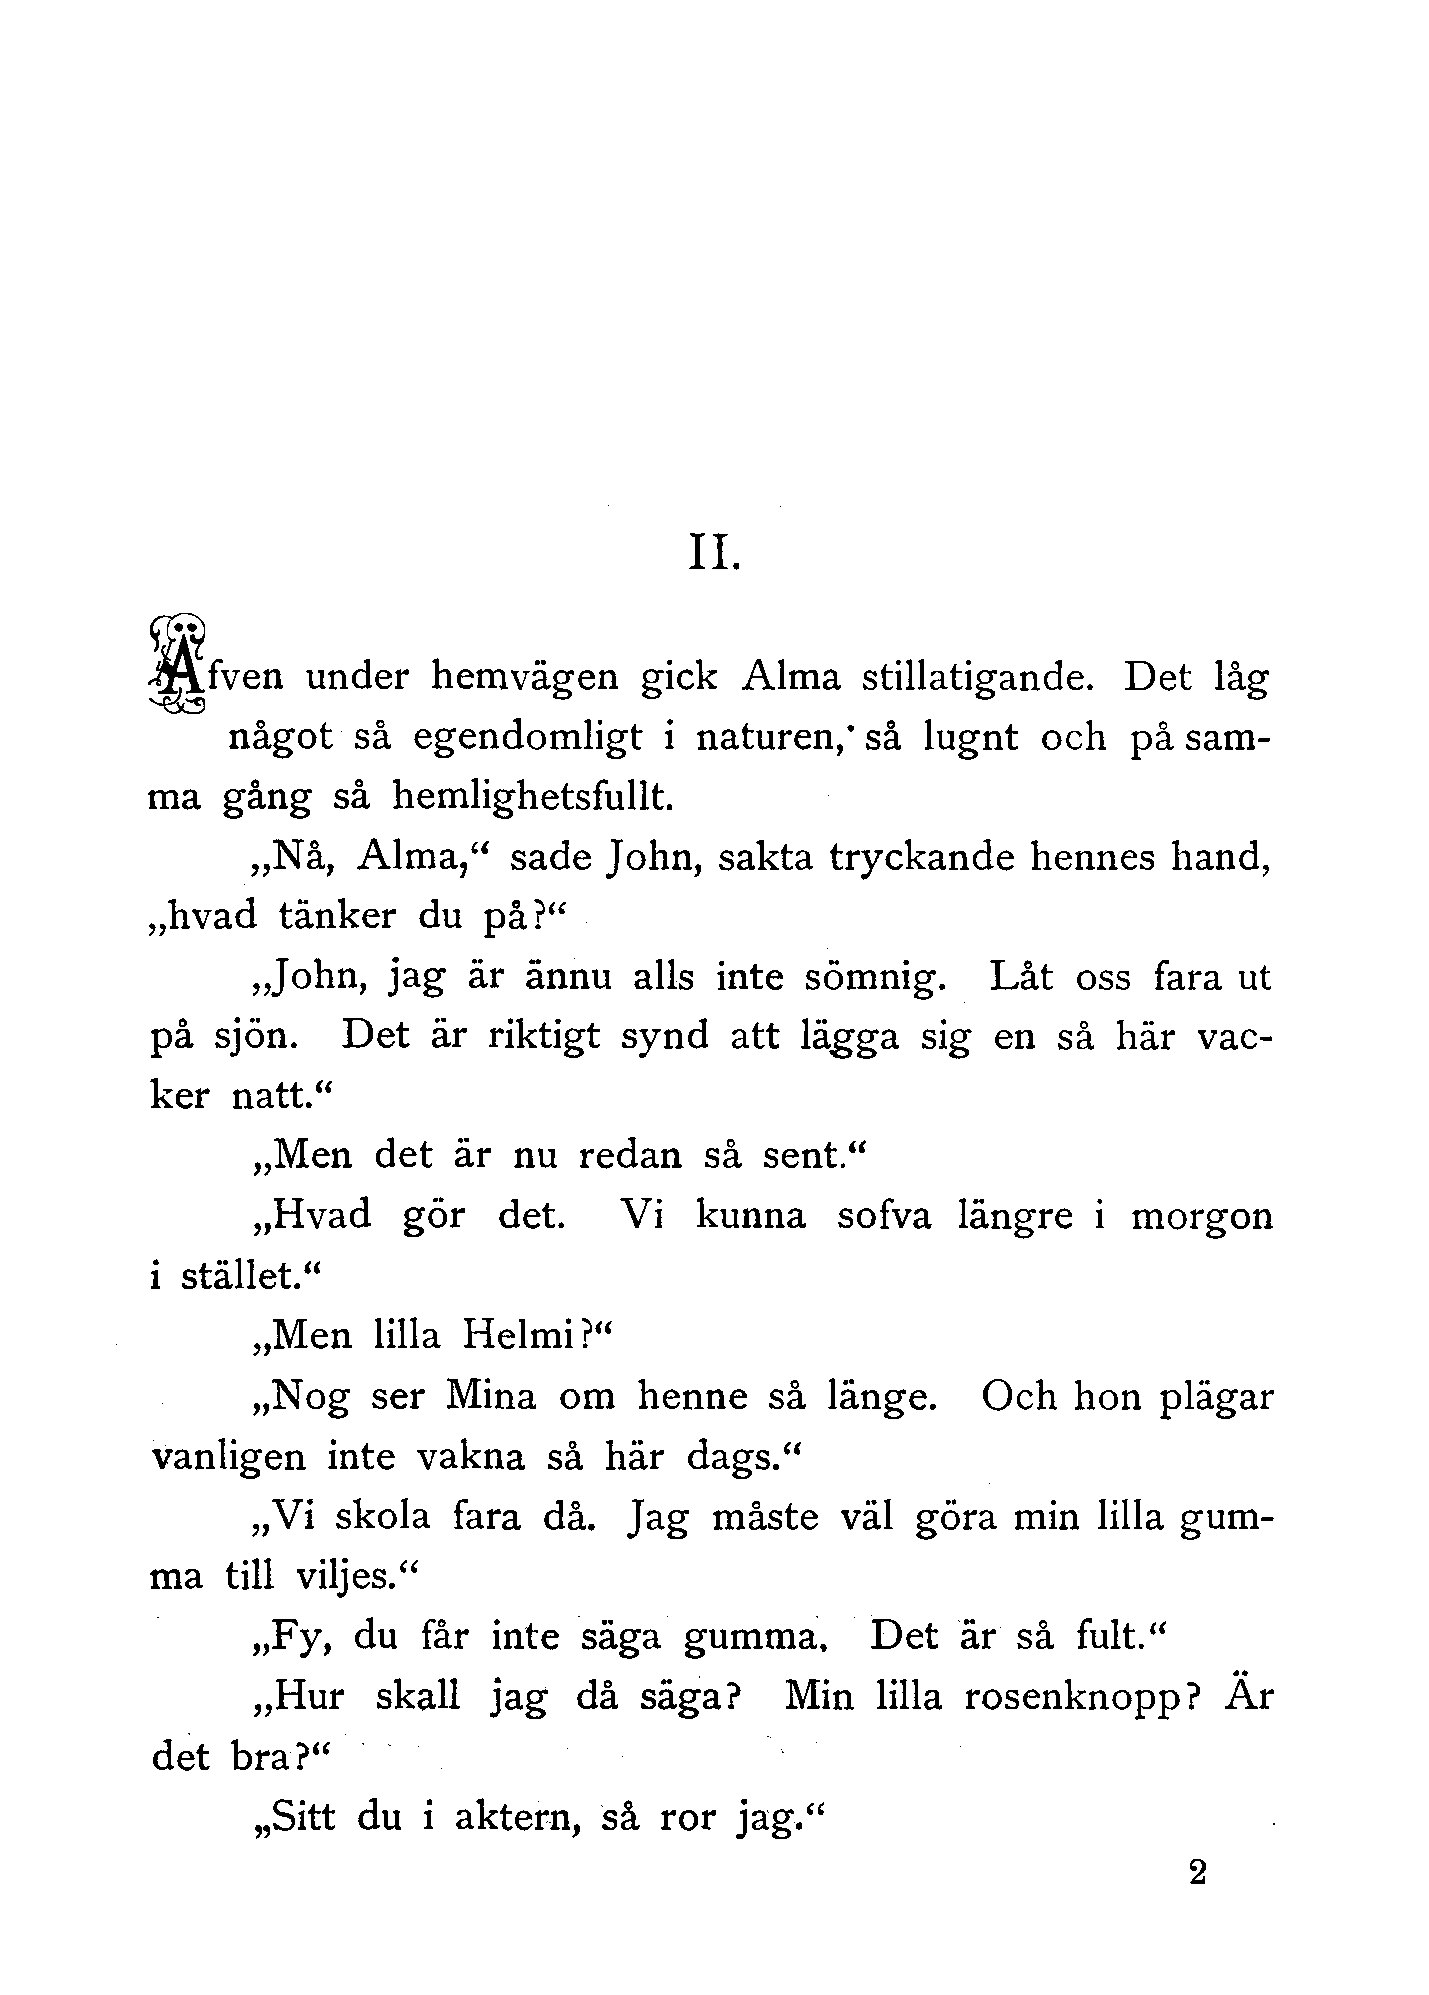 II.
Äfven under hemvägen gick Alma stillatigande. Det låg
något så egendomligt i naturen, så lugnt och på sam-
ma gång så hemlighetsfullt.
„Nå, Alma,“ sade John, sakta tryckande hennes hand,
„hvad tänker du på?“
„John, jag är ännu alls inte sömnig. Låt oss fara ut
på sjön. Det är riktigt synd att lägga sig en så här vac-
ker natt.“
„Men det är nu redan så sent.“
„Hvad gör det. Vi kunna sofva längre i morgon
i stället.“
„Men lilla Helmi?“
„Nog ser Mina om henne så länge. Och hon plägar
vanligen inte vakna så här dags.“
„Vi skola fara då. Jag måste väl göra min lilla gum-
ma till viljes.“
„Fy, du får inte säga gumma. Det är så fult.“
„Hur skall jag då säga? Min lilla rosenknopp? Är
det bra?“
„Sitt du i aktern, så ror jag.“
2